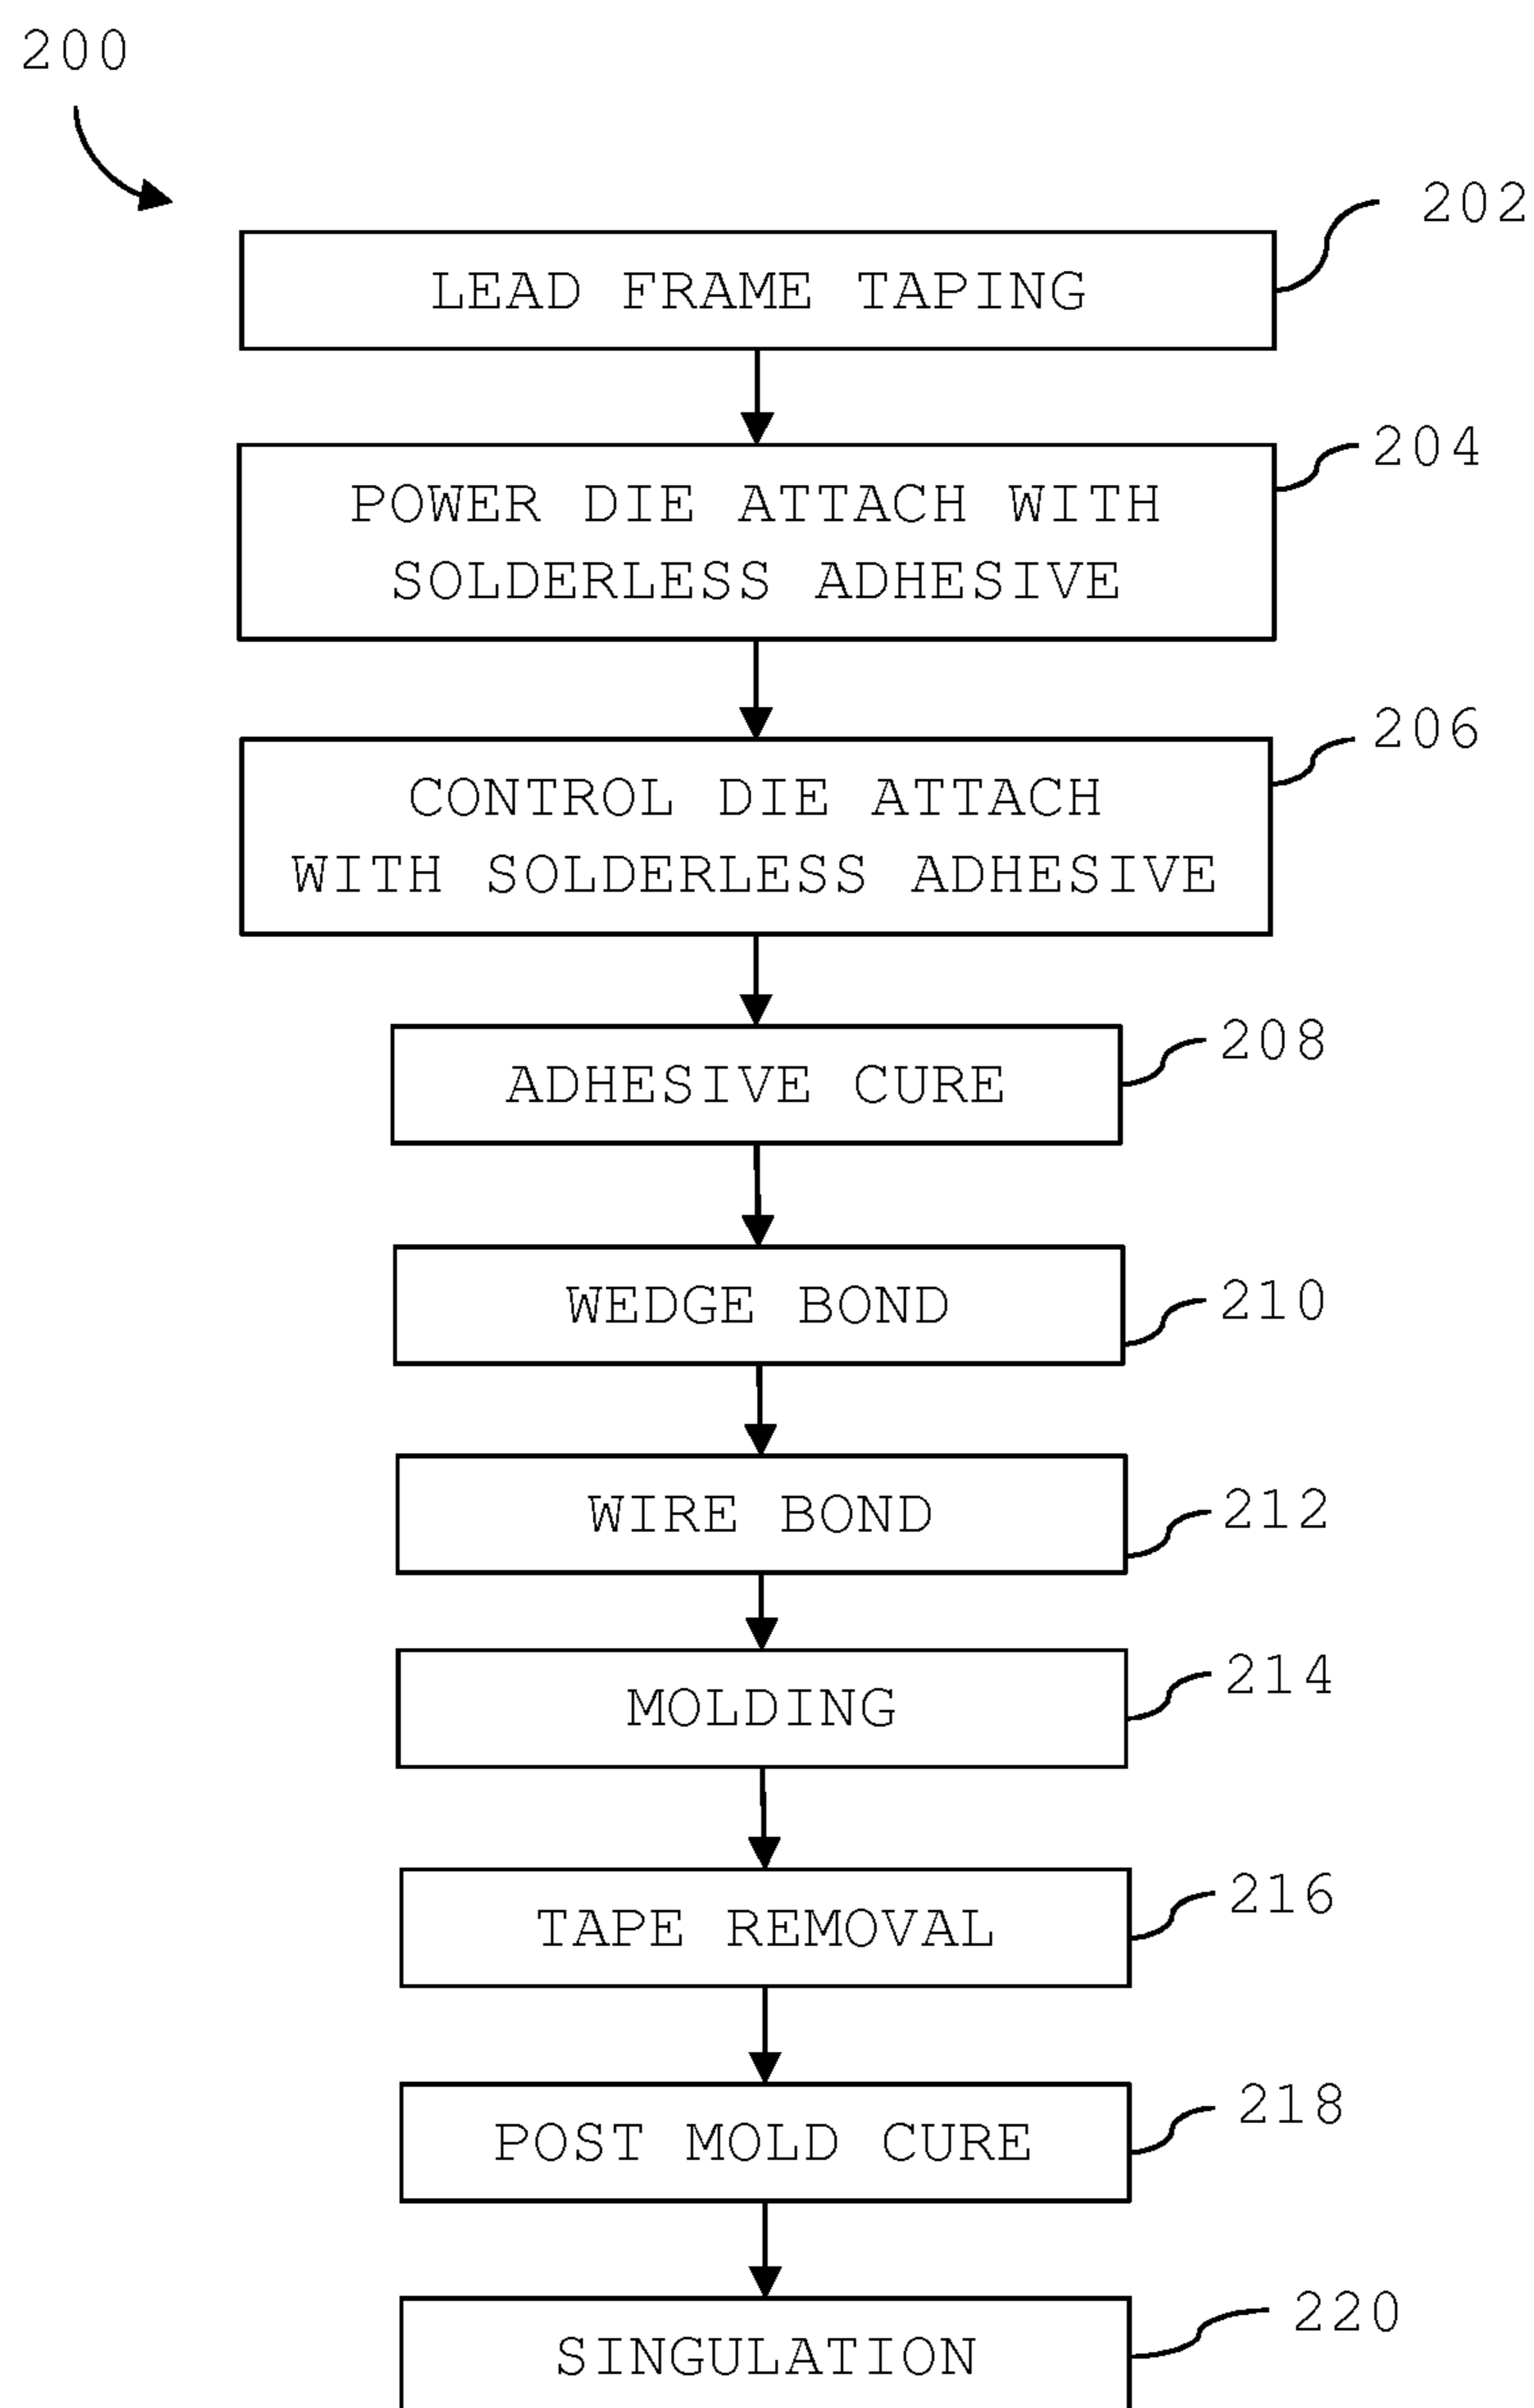 200
202
LEAD FRAME TAPING
204
POWER DIE ATTACH WITH
SOLDERLESS ADHESIVE
206
CONTROL DIE ATTACH
WITH SOLDERLESS ADHESIVE
208
ADHESIVE CURE
210
WEDGE BOND
212
WIRE BOND
214
MOLDING
216
TAPE REMOVAL
218
POST MOLD CURE
220
SINGULATION